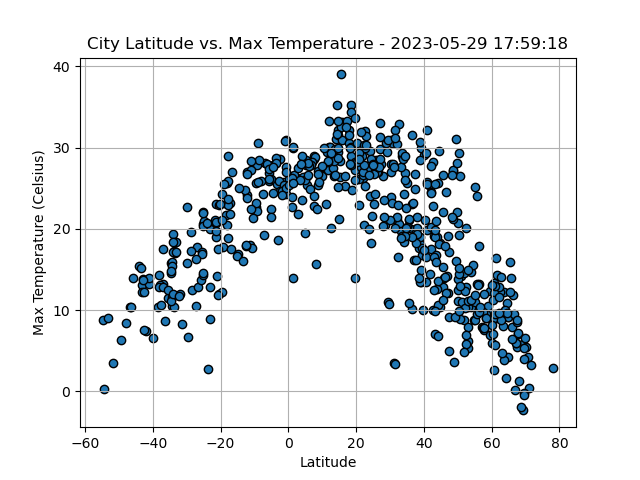 City Latitude vs. Max Temperature - 2023-05-29 17:59:18
40
30
20
10
0
Max Temperature (Celsius)
−60 −40 −20 0 20 40 60 80
Latitude